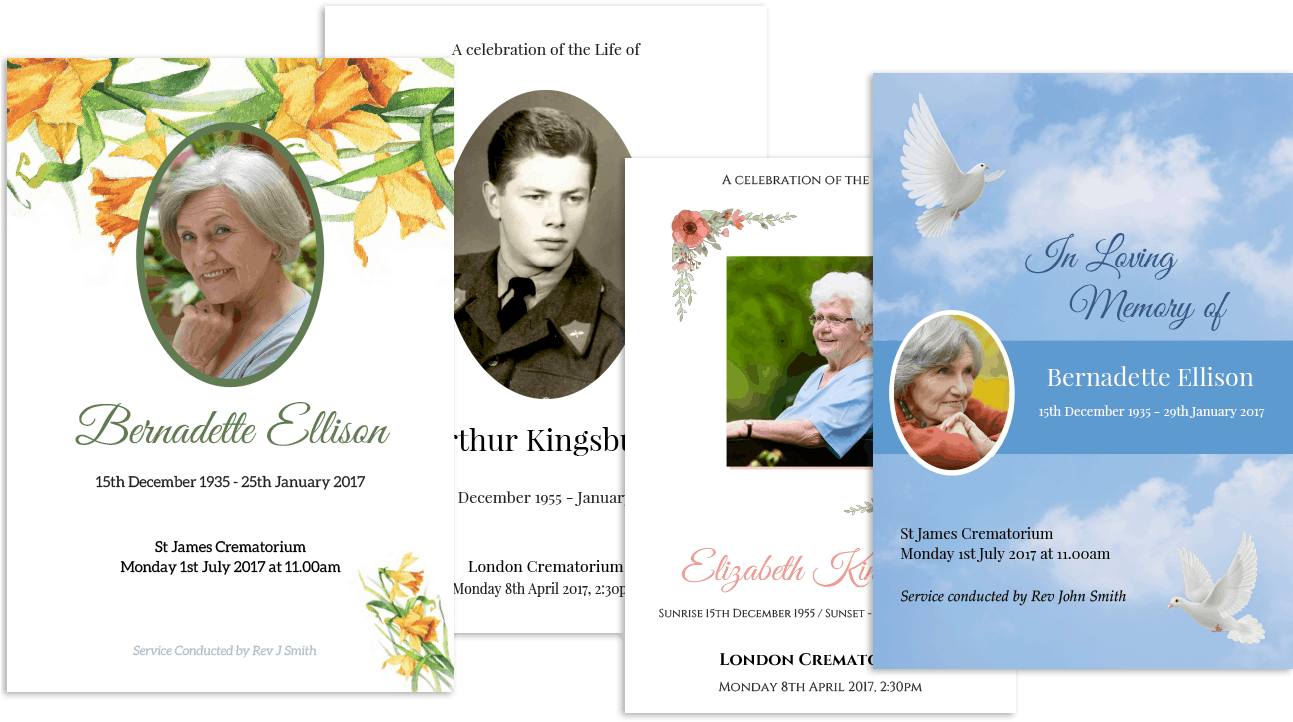 Bernadette Ellison
15th December 1935 - 25th January 2017
St James Crematorium
Monday 1st July 2017 at 11.00am
Service Conducted by Rev J Smith
A celebration of the Life of
rthur Kingsbu
December 1955 - Januar
London Crematorium
Monday 8th April 2017, 2:30p
A CELEBRATION OF THE
Elizabeth Kin
SUNRISE 15TH DECEMBER 1955 / SUNSET -
LONDON CREMATO
MONDAY 8TH APRIL 2017, 2:30PM
In Loving
Memory of
Bernadette Ellison
15th December 1935 - 29th January 2017
St James Crematorium
Monday 1st July 2017 at 11.00am
Service conducted by Rev John Smith